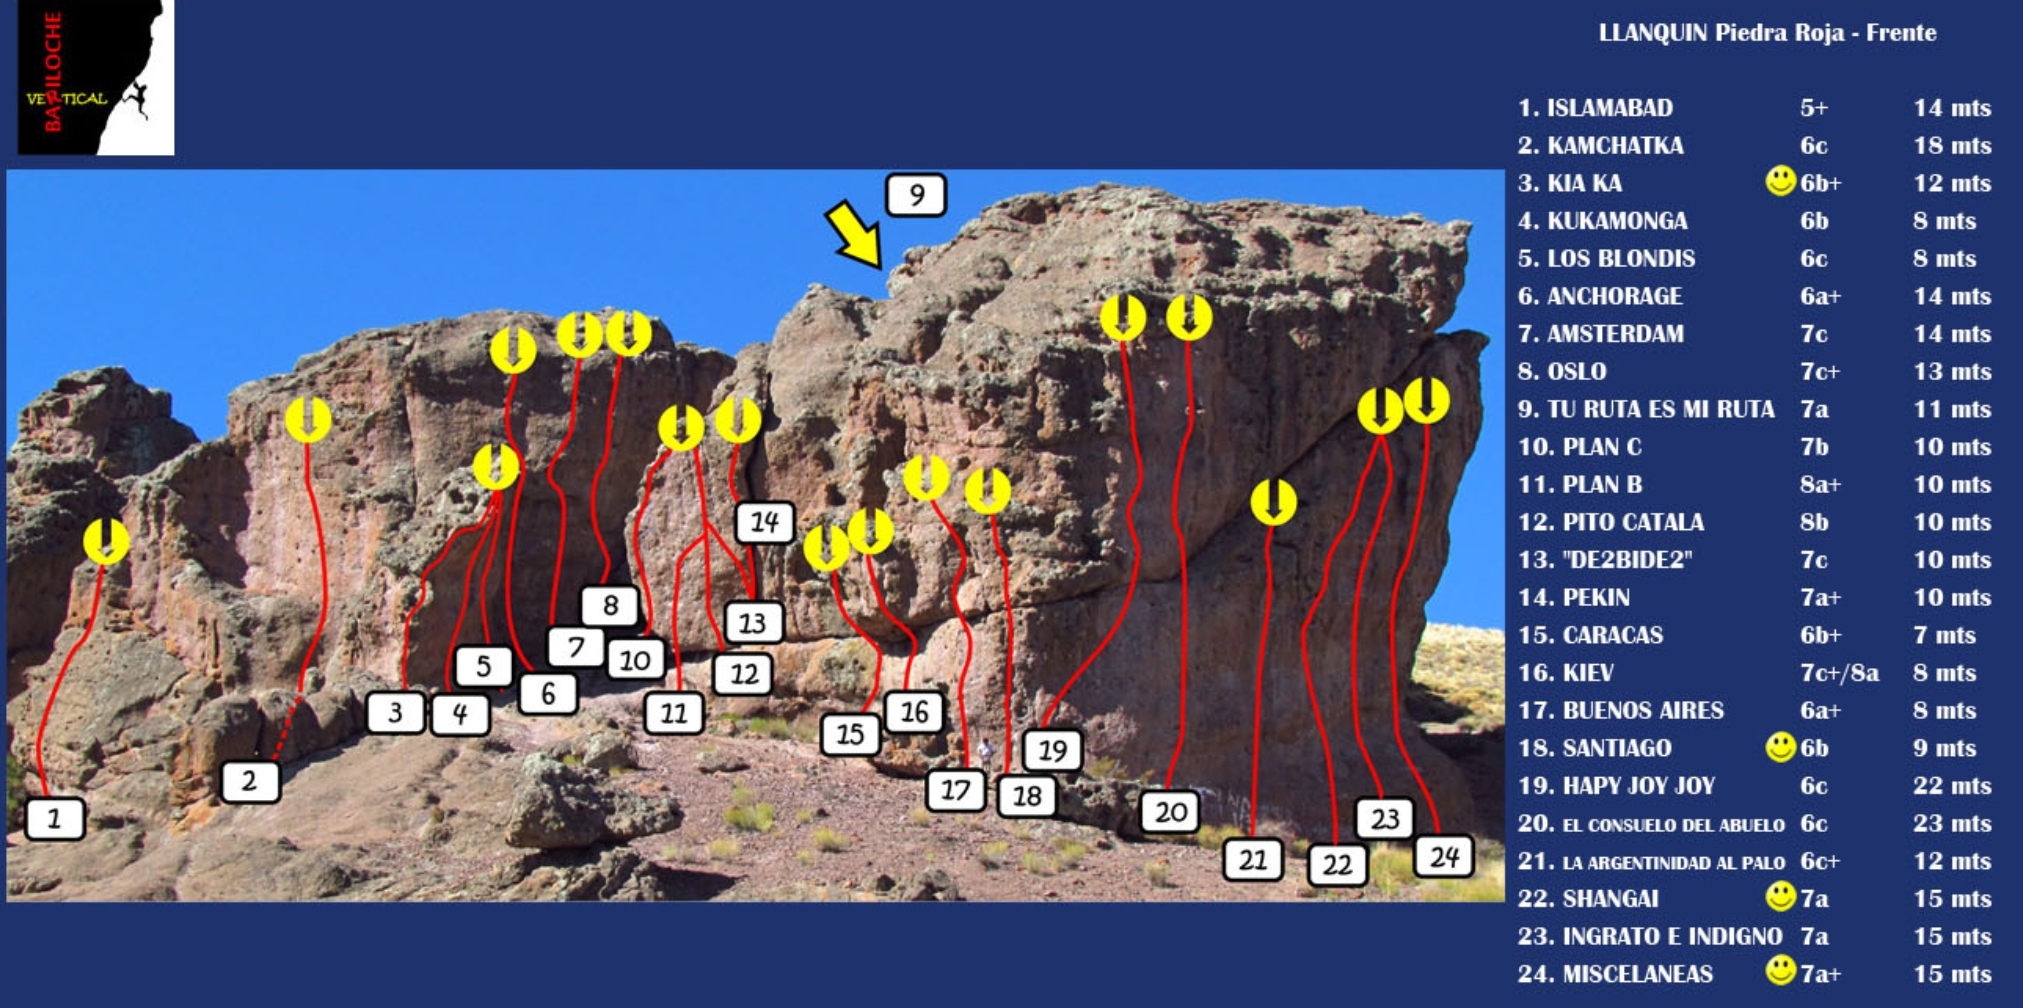 BARILOCHE
VERTICAL
LLANQUIN Piedra Roja - Frente
1. ISLAMABAD 5+ 14 mts
2. KAMCHATKA 6c 18 mts
3. KIA KA 6b+ 12 mts
4. KUKAMONGA 6b 8 mts
5. LOS BLONDIS 6c 8 mts
6. ANCHORAGE 6a+ 14 mts
7. AMSTERDAM 7c 14 mts
8. OSLO 7c+ 13 mts
9. TU RUTA ES MI RUTA 7a 11 mts
10. PLAN C 7b 10 mts
11. PLAN B 8a+ 10 mts
12. PITO CATALA 8b 10 mts
13. "DE2BIDE2" 7c 10 mts
14. PEKIN 7a+ 10 mts
15. CARACAS 6b+ 7 mts
16. KIEV 7c+/8a 8 mts
17. BUENOS AIRES 6a+ 8 mts
18. SANTIAGO 6b 9 mts
19. HAPY JOY JOY 6c 22 mts
20. EL CONSUELO DEL ABUELO 6c 23 mts
21. LA ARGENTINIDAD AL PALO 6c+ 12 mts
22. SHANGAI 7a 15 mts
23. INGRATO E INDIGNO 7a 15 mts
24. MISCELANEAS 7a+ 15 mts
1
2
3
4
5
6
7
8
9
10
11
12
13
14
15
16
17
18
19
20
21
22
23
24